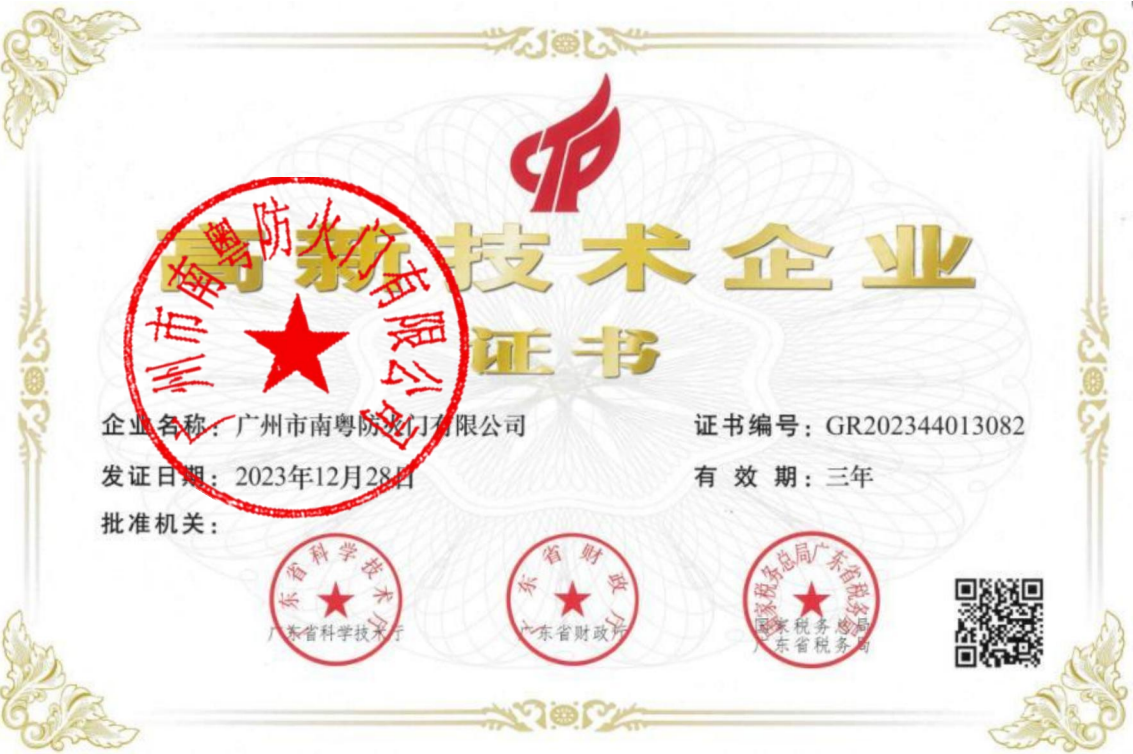 高新技术企业
证书
广州市南粤防火门有限公司
企业名称：广州市南粤防火门有限公司
证书编号：GR202344013082
发证日期：2023年12月28日
有效期：三年
批准机关：
广东省科学技术厅
广东省科学技术厅
广东省财政厅
广东省财政厅
国家税务总局广东省税务局
国家税务总局
广东省税务局